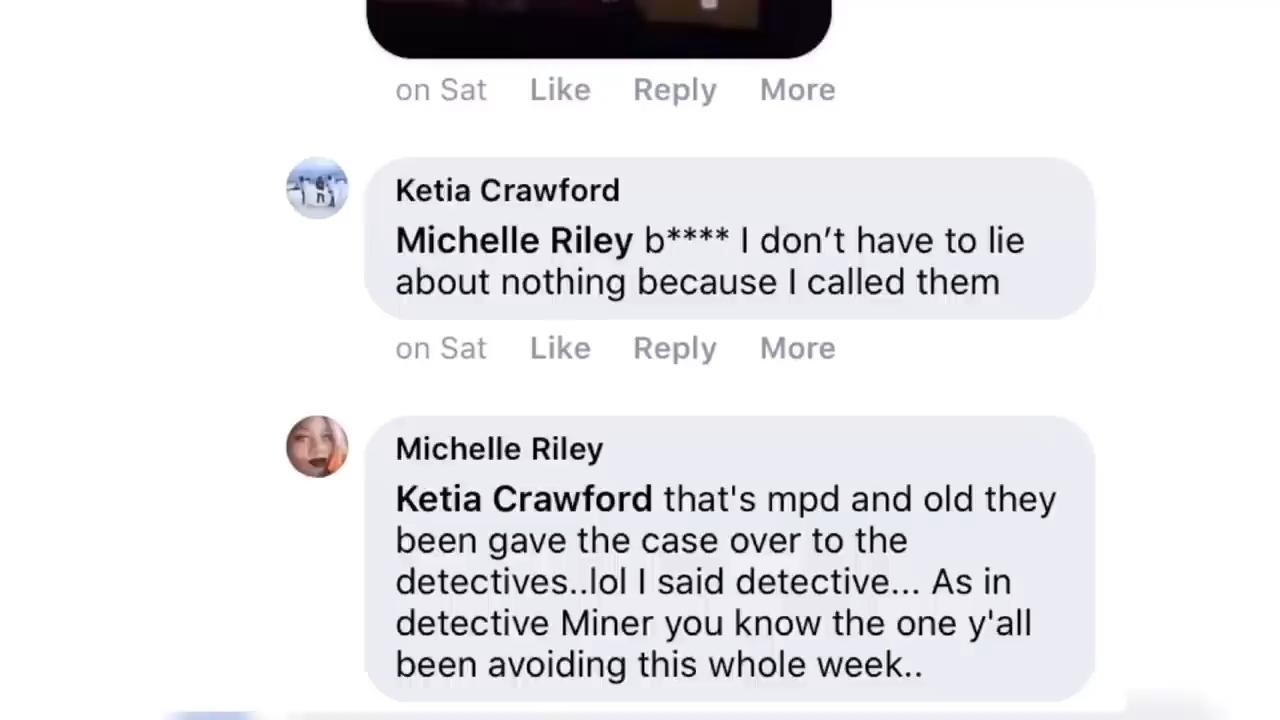 on Sat Like Reply More
Ketia Crawford
Michelle Riley b**** I don’t have to lie
about nothing because I called them
on Sat Like Reply More
Michelle Riley
Ketia Crawford that's mpd and old they
been gave the case over to the
detectives..lol I said detective... As in
detective Miner you know the one y'all
been avoiding this whole week..